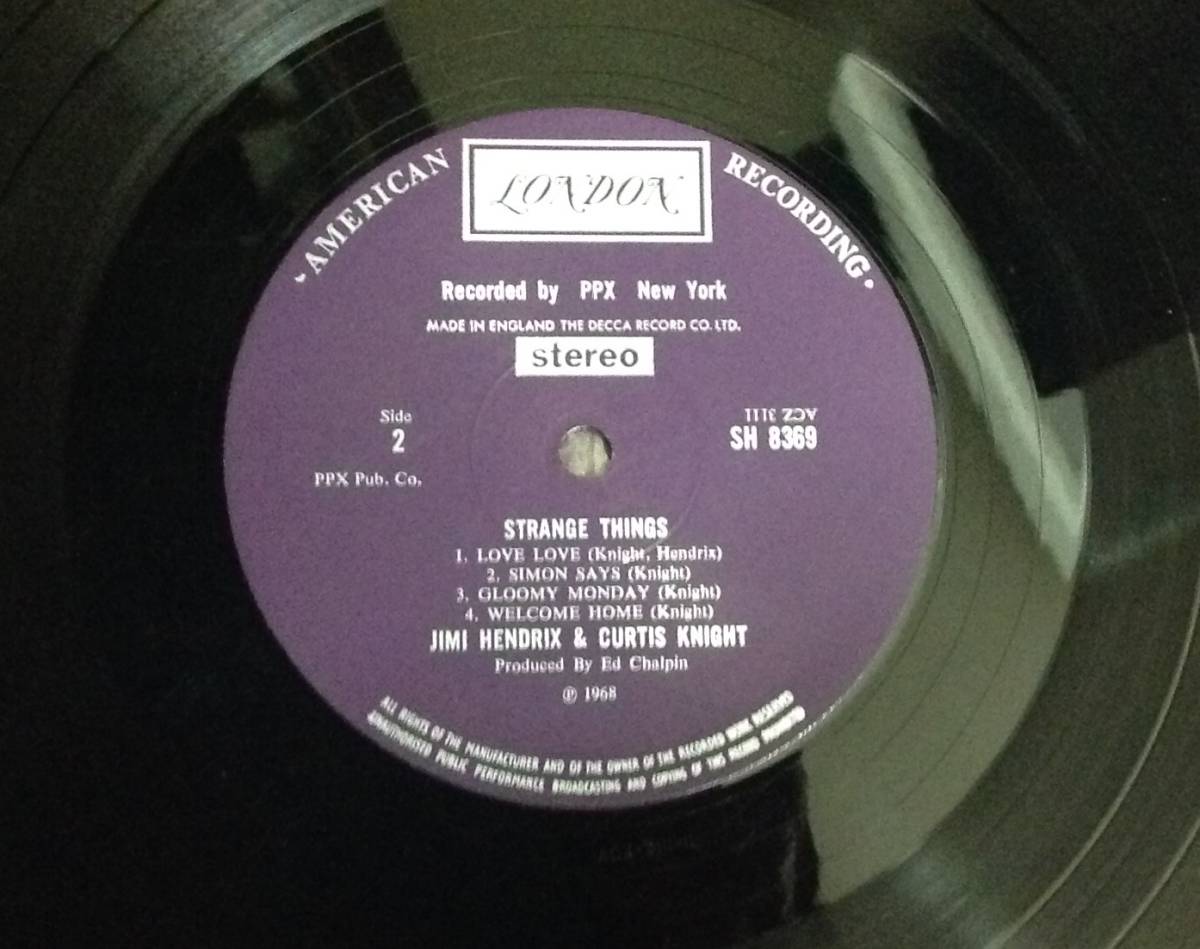 · AMERICAN RECORDING ·
LONDON
Recorded by PPX New York
MADE IN ENGLAND THE DECCA RECORD CO. LTD.
stereo
Side
2
PPX Pub. Co.
ACZ 3111
SH 8369
STRANGE THINGS
1. LOVE LOVE (Knight, Hendrix)
2. SIMON SAYS (Knight)
3. GLOOMY MONDAY (Knight)
4. WELCOME HOME (Knight)
JIMI HENDRIX & CURTIS KNIGHT
Produced By Ed Chalpin
℗ 1968
ALL RIGHTS OF THE MANUFACTURER AND OF THE OWNER OF THE RECORDED WORK RESERVED
UNAUTHORISED PUBLIC PERFORMANCE BROADCASTING AND COPYING OF THIS RECORD PROHIBITED